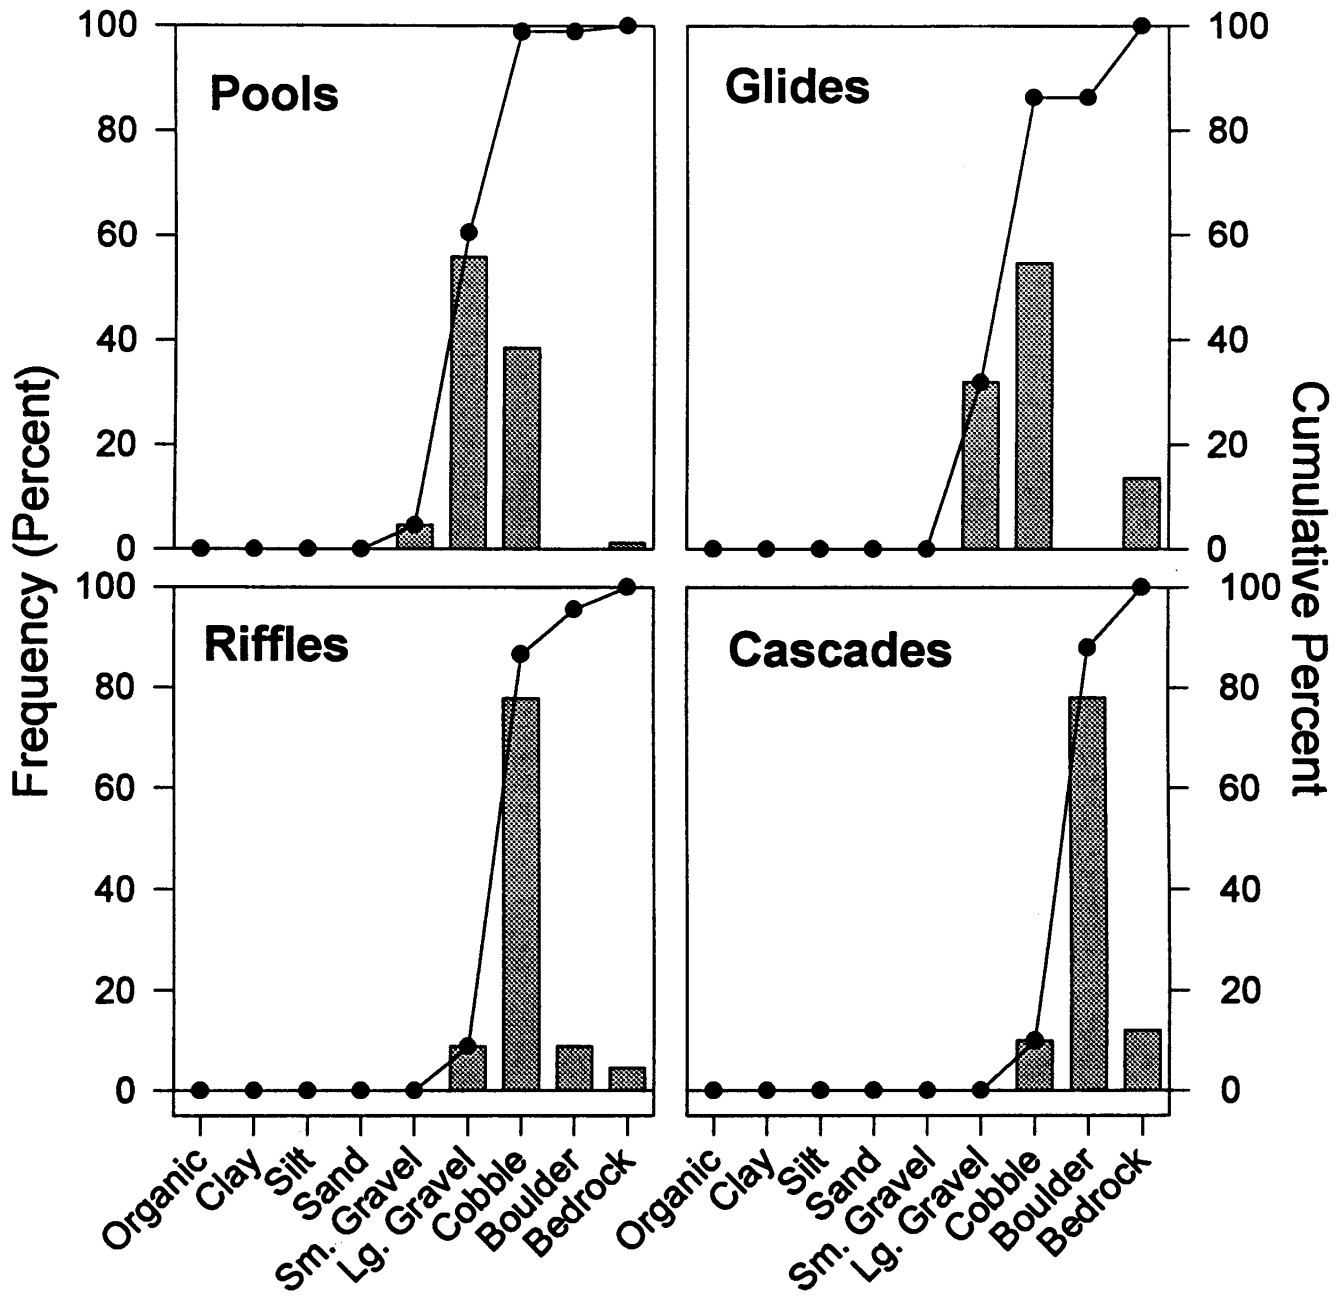 100
80
60
40
20
0
Pools
Glides
100
80
60
40
20
0
Frequency (Percent)
Cumulative Percent
100
80
60
40
20
0
Riffles
Cascades
100
80
60
40
20
0
Organic
Clay
Silt
Sand
Sm. Gravel
Lg. Gravel
Cobble
Boulder
Bedrock
Organic
Clay
Silt
Sand
Sm. Gravel
Lg. Gravel
Cobble
Boulder
Bedrock